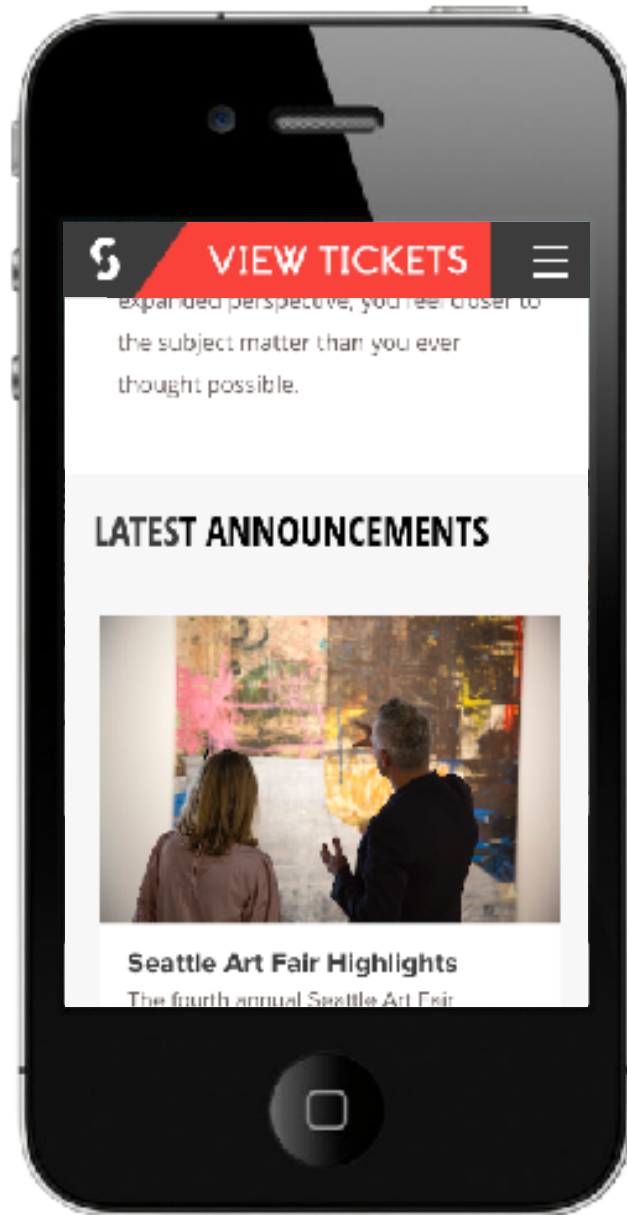 S
VIEW TICKETS
expanded perspective, you feel closer to
the subject matter than you ever
thought possible.
LATEST ANNOUNCEMENTS
Seattle Art Fair Highlights
The fourth annual Seattle Art Fair